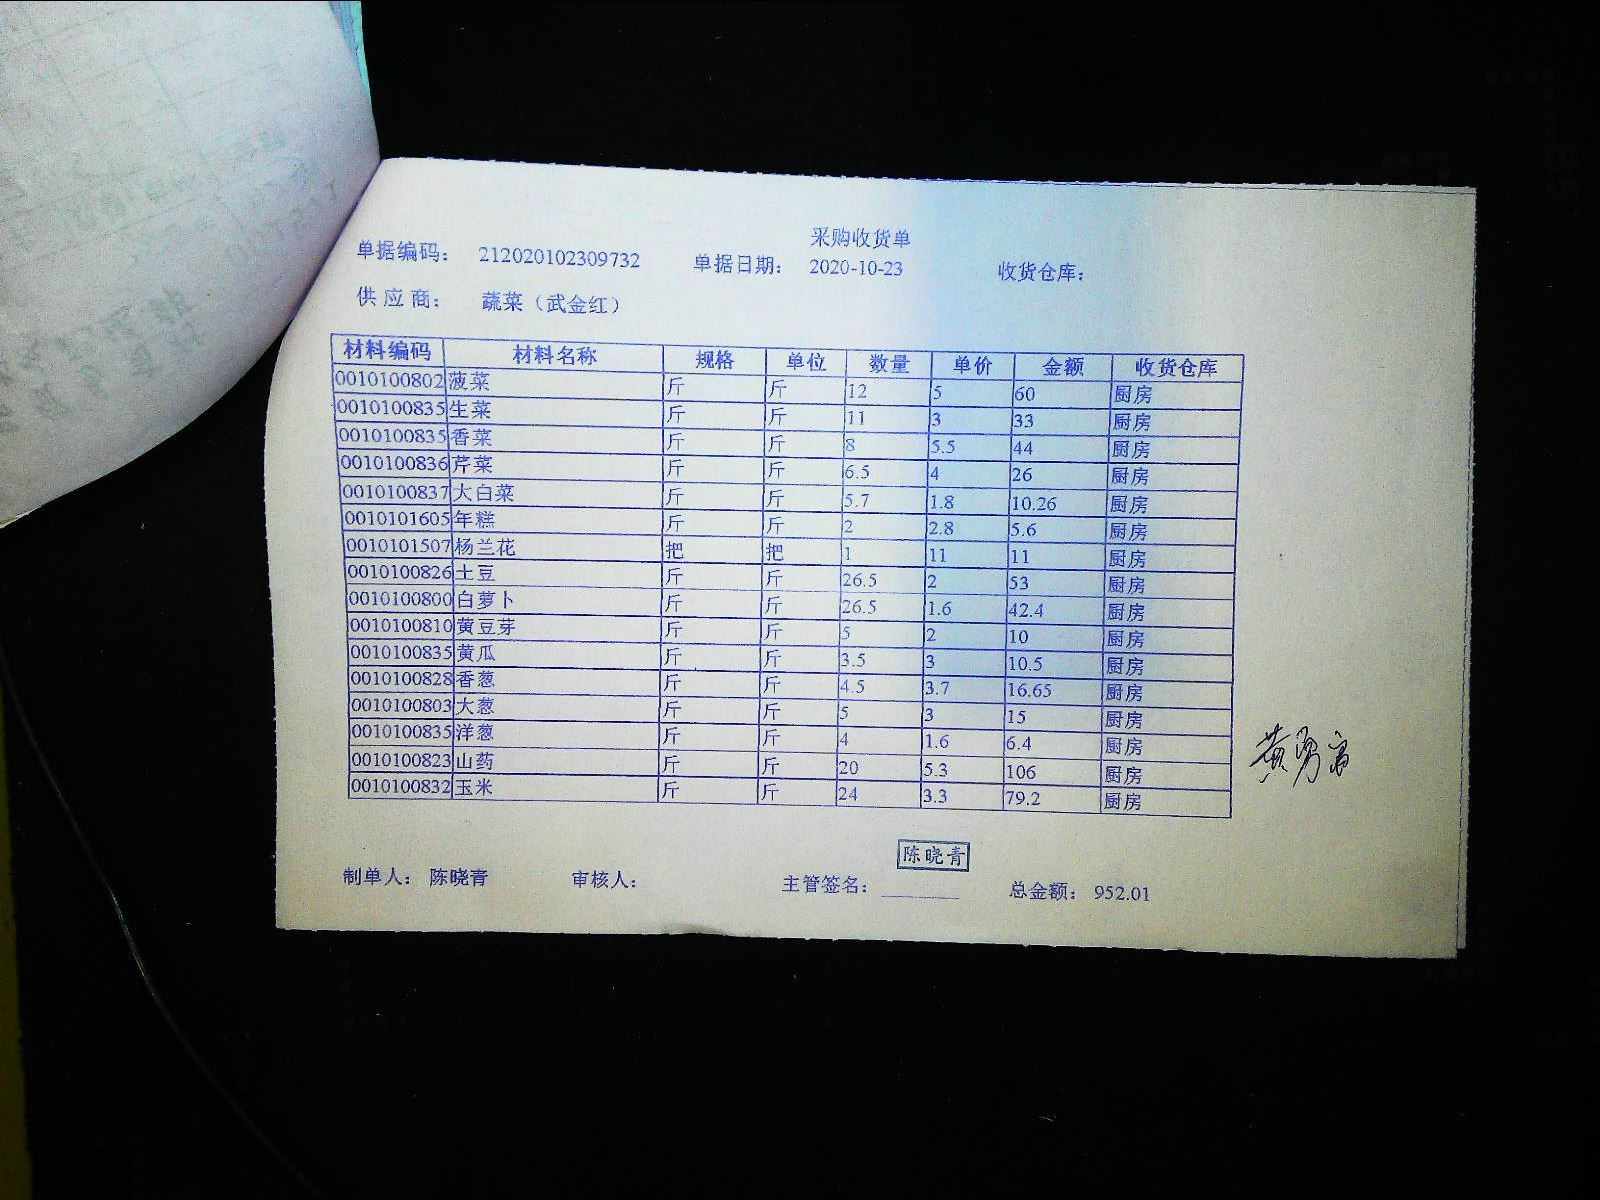 采购收货单
单据编码： 212020102309732 单据日期： 2020-10-23 收货仓库：
供 应 商： 蔬菜（武金红）
材料编码 材料名称 规格 单位 数量 单价 金额 收货仓库
0010100802 菠菜 斤 斤 12 5 60 厨房
0010100835 生菜 斤 斤 11 3 33 厨房
0010100835 香菜 斤 斤 8 5.5 44 厨房
0010100836 芹菜 斤 斤 6.5 4 26 厨房
0010100837 大白菜 斤 斤 5.7 1.8 10.26 厨房
0010101605 年糕 斤 斤 2 2.8 5.6 厨房
0010101507 杨兰花 把 把 1 11 11 厨房
0010100826 土豆 斤 斤 26.5 2 53 厨房
0010100800 白萝卜 斤 斤 26.5 1.6 42.4 厨房
0010100810 黄豆芽 斤 斤 5 2 10 厨房
0010100835 黄瓜 斤 斤 3.5 3 10.5 厨房
0010100828 香葱 斤 斤 4.5 3.7 16.65 厨房
0010100803 大葱 斤 斤 5 3 15 厨房
0010100835 洋葱 斤 斤 4 1.6 6.4 厨房
0010100823 山药 斤 斤 20 5.3 106 厨房
0010100832 玉米 斤 斤 24 3.3 79.2 厨房
陈晓青
制单人： 陈晓青 审核人： 主管签名： 总金额： 952.01